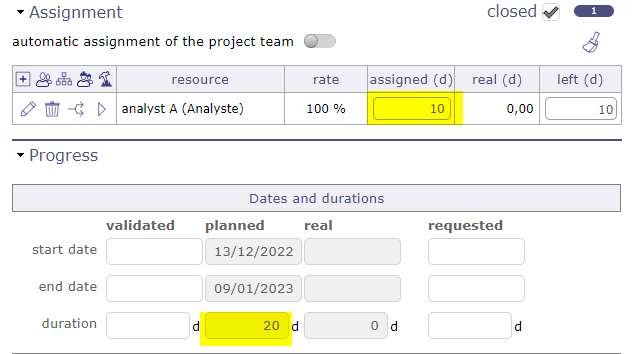 Assignment closed 1
automatic assignment of the project team
resource rate assigned (d) real (d) left (d)
analyst A (Analyste) 100 % 10 0,00 10
Progress
Dates and durations
validated planned real requested
start date 13/12/2022
end date 09/01/2023
duration d 20 d 0 d d